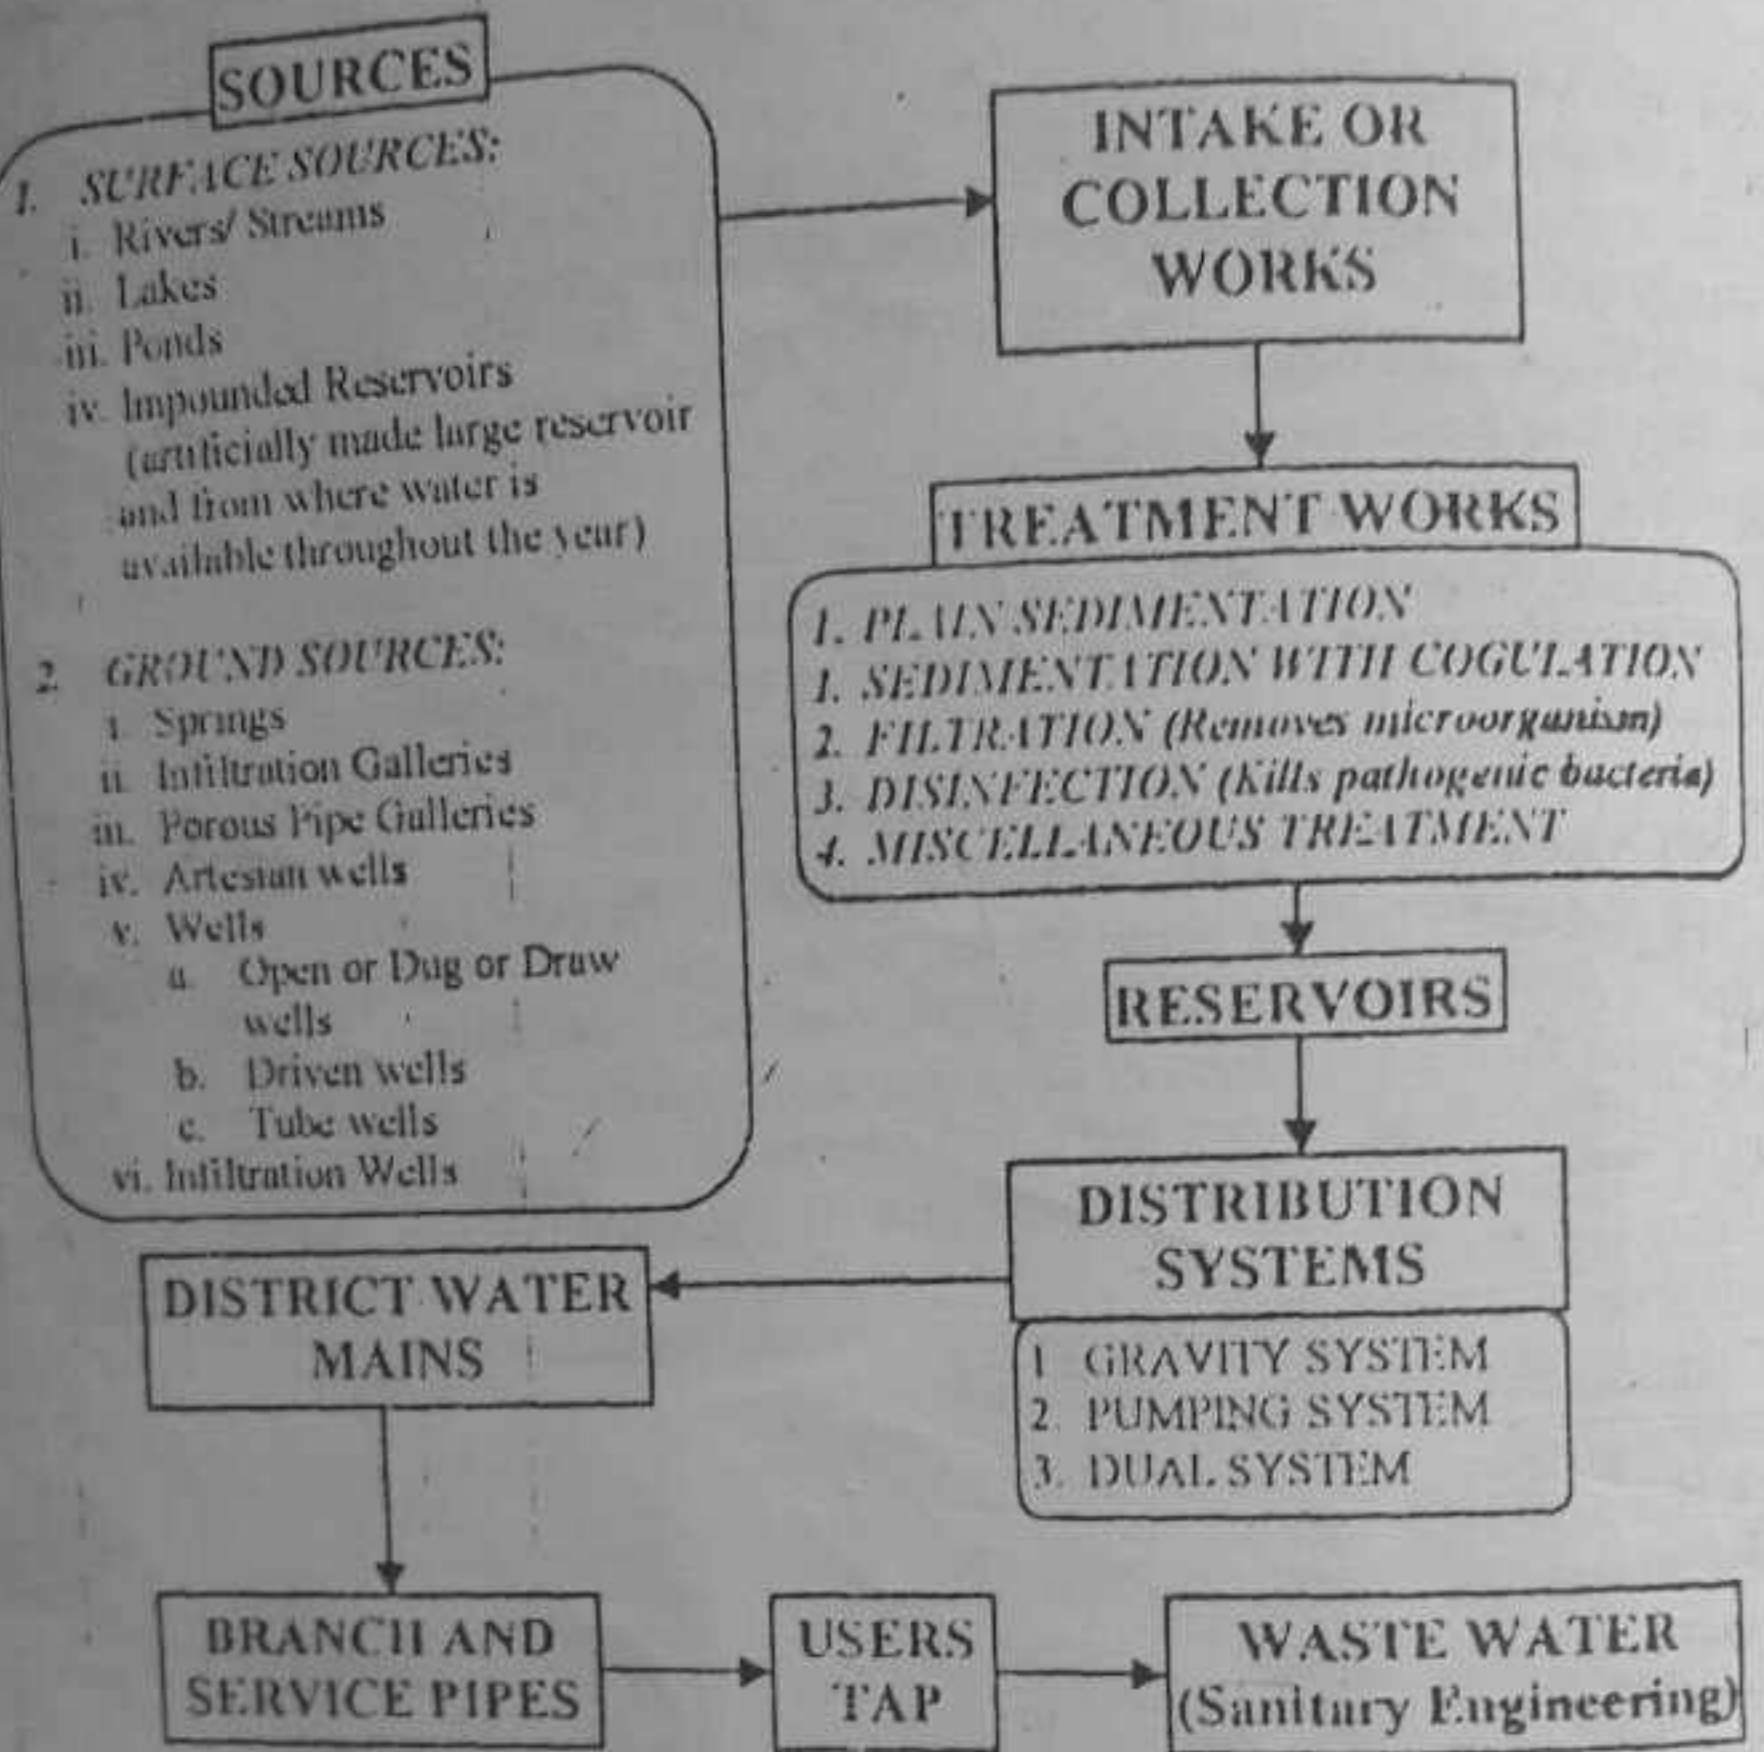 SOURCES
1. SURFACE SOURCES:
i. Rivers/ Streams
ii. Lakes
iii. Ponds
iv. Impounded Reservoirs
(artificially made large reservoir
and from where water is
available throughout the year)
2. GROUND SOURCES:
i. Springs
ii. Infiltration Galleries
iii. Porous Pipe Galleries
iv. Artesian wells
v. Wells
a. Open or Dug or Draw
wells
b. Driven wells
c. Tube wells
vi. Infiltration Wells
INTAKE OR
COLLECTION
WORKS
TREATMENT WORKS
1. PLAIN SEDIMENTATION
1. SEDIMENTATION WITH COGULATION
2. FILTRATION (Removes microorganism)
3. DISINFECTION (Kills pathogenic bacteria)
4. MISCELLANEOUS TREATMENT
RESERVOIRS
DISTRIBUTION
SYSTEMS
1 GRAVITY SYSTEM
2. PUMPING SYSTEM
3. DUAL SYSTEM
DISTRICT WATER
MAINS
BRANCH AND
SERVICE PIPES
USERS
TAP
WASTE WATER
(Sanitary Engineering)